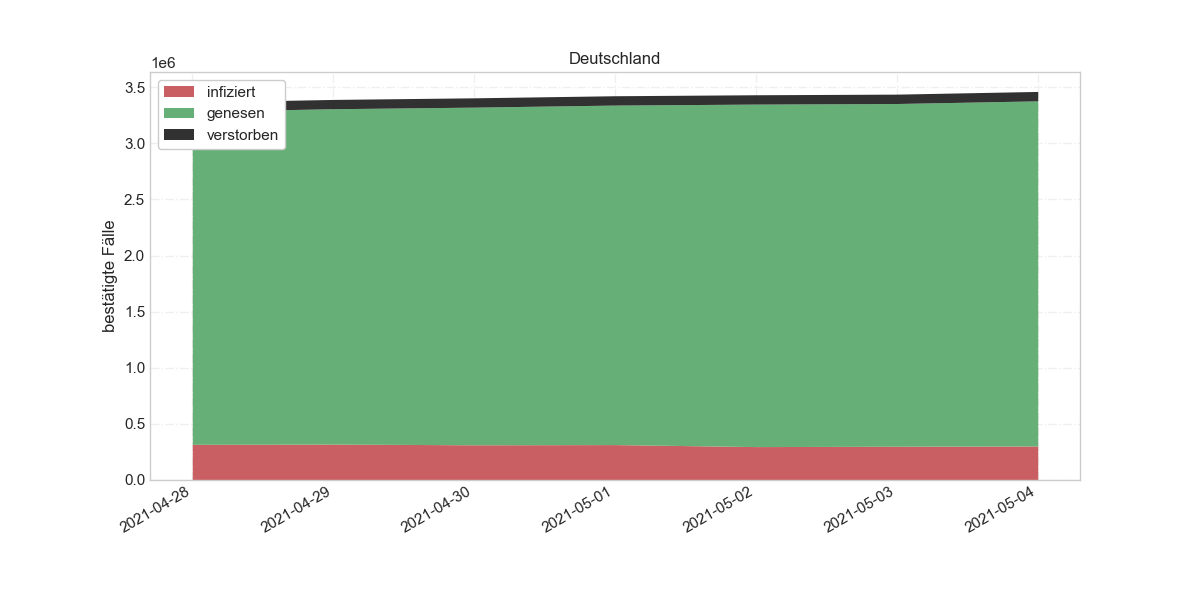 Deutschland
1e6
infiziert
genesen
verstorben
bestätigte Fälle
3.5
3.0
2.5
2.0
1.5
1.0
0.5
0.0
2021-04-28
2021-04-29
2021-04-30
2021-05-01
2021-05-02
2021-05-03
2021-05-04